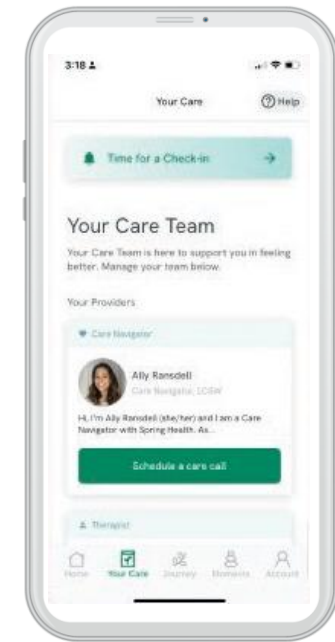 3:18
Your Care
Help
Time for a Check-in
Your Care Team
Your Care Team is here to support you in feeling
better. Manage your team below.
Your Providers
Care Navigator
Ally Ransdell
Care Navigator, LCSW
Hi, I'm Ally Ransdell (she/her) and I am a Care
Navigator with Spring Health. As...
Schedule a care call
Therapist
Home
Your Care
Journey
Moments
Account